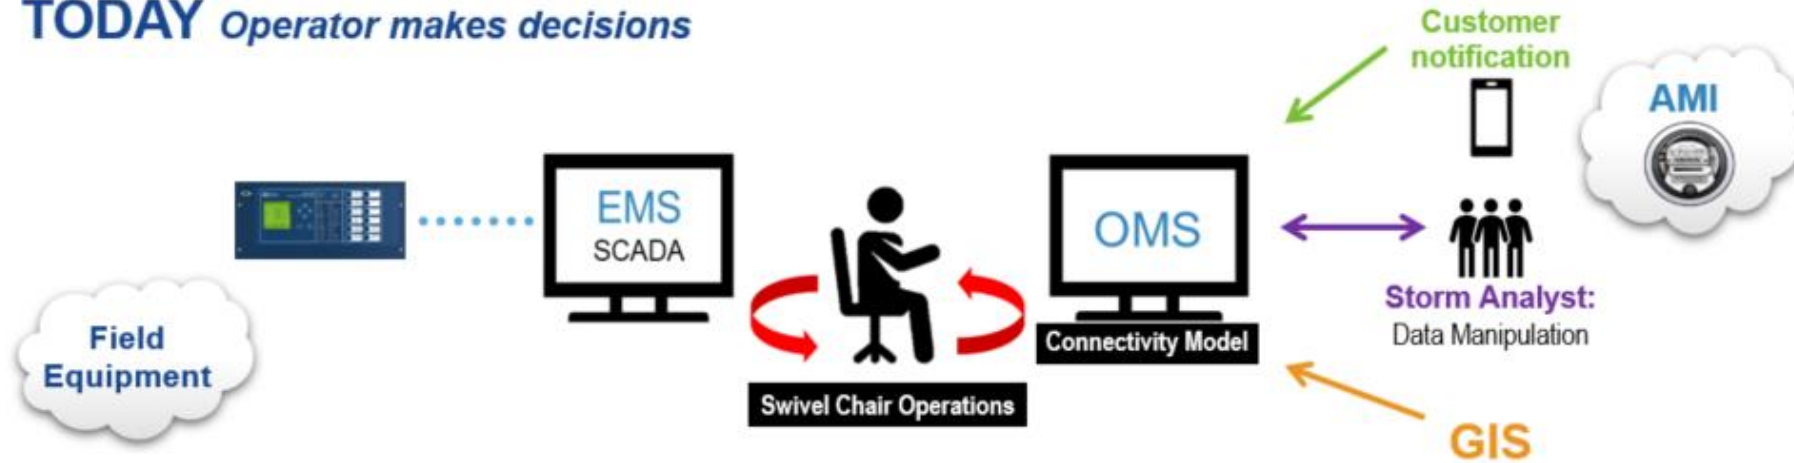 TODAY Operator makes decisions
Customer
notification
AMI
EMS
SCADA
OMS
Storm Analyst:
Data Manipulation
Field
Equipment
Connectivity Model
Swivel Chair Operations
GIS